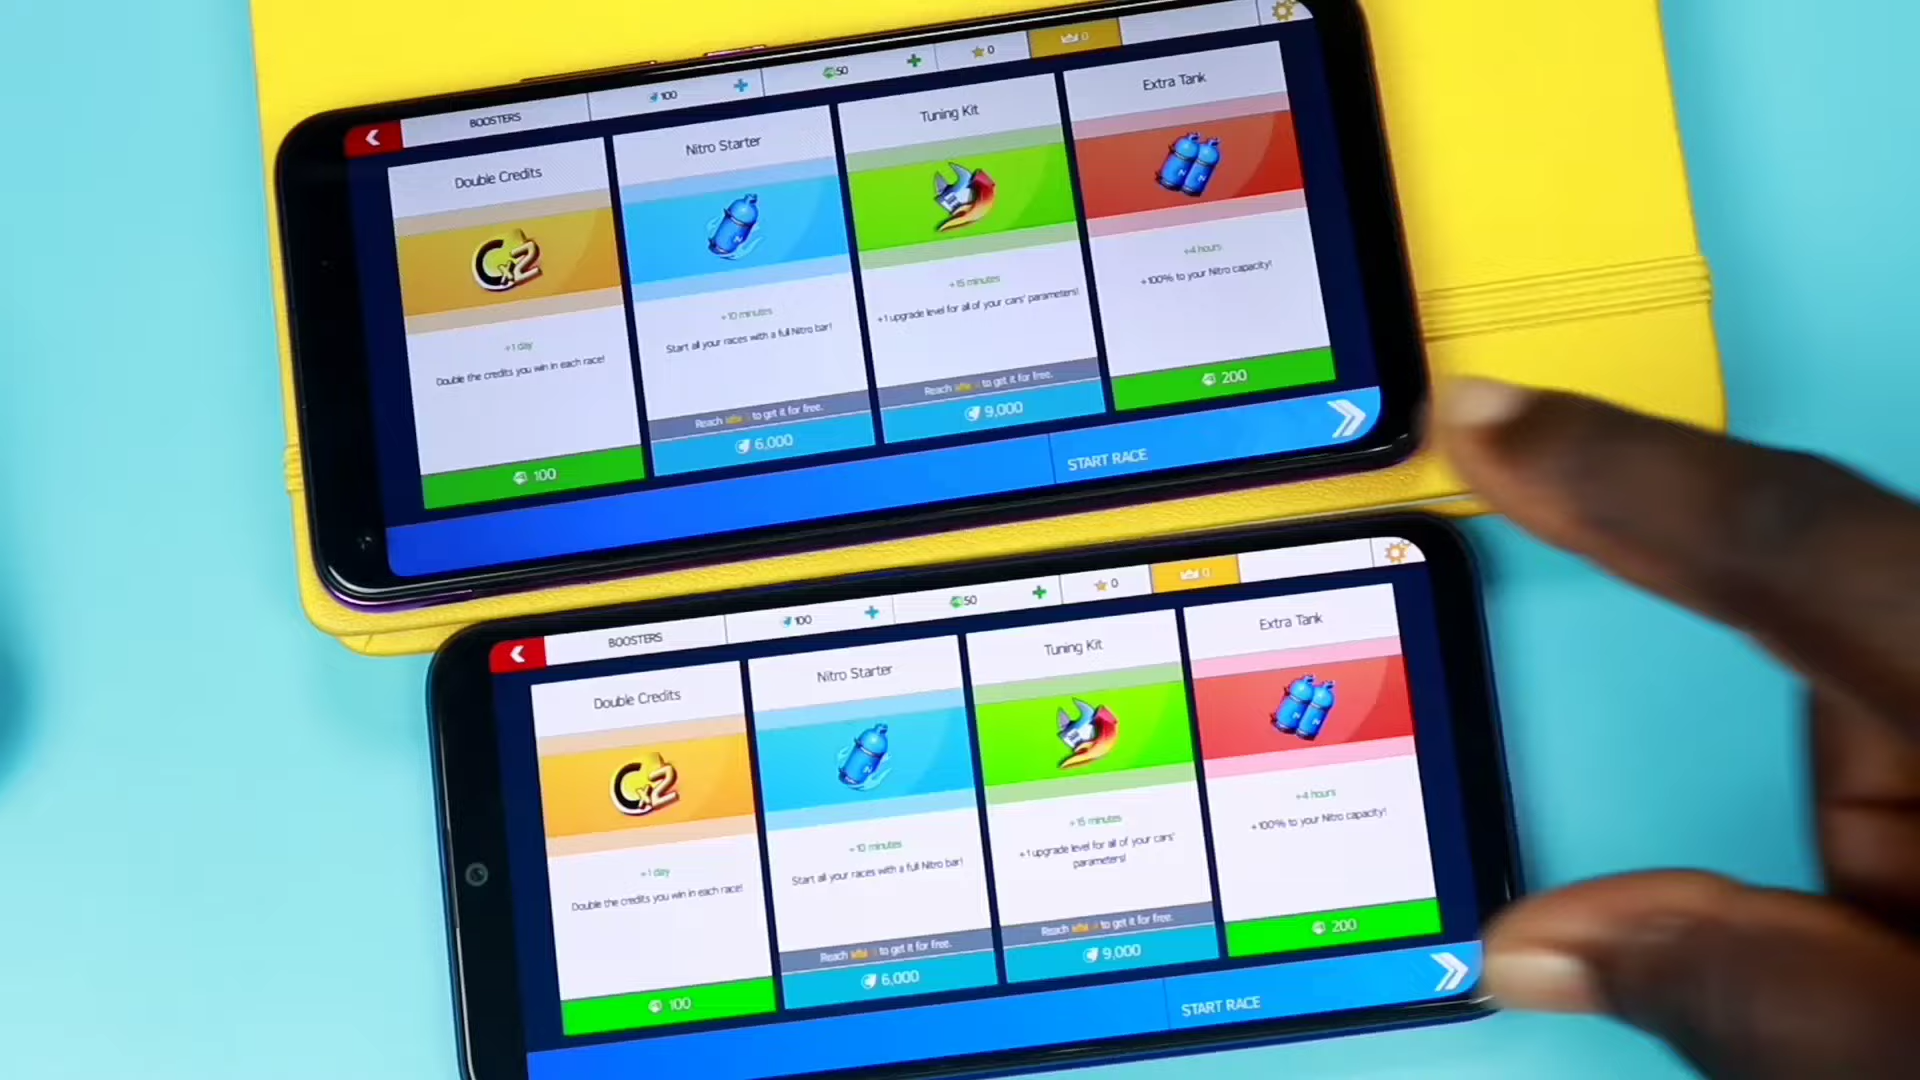 BOOSTERS
100
50
0
0
Double Credits
Nitro Starter
Tuning Kit
Extra Tank
+1 day
+10 minutes
+15 minutes
+4 hours
Double the credits you win in each race!
Start all your races with a full Nitro bar!
+1 upgrade level for all of your cars' parameters!
+100% to your Nitro capacity!
Reach to get it for free.
Reach to get it for free.
100
6,000
9,000
200
START RACE
BOOSTERS
100
50
0
0
Double Credits
Nitro Starter
Tuning Kit
Extra Tank
+1 day
+10 minutes
+15 minutes
+4 hours
Double the credits you win in each race!
Start all your races with a full Nitro bar!
+1 upgrade level for all of your cars'
parameters!
+100% to your Nitro capacity!
Reach to get it for free.
Reach to get it for free.
100
6,000
9,000
200
START RACE